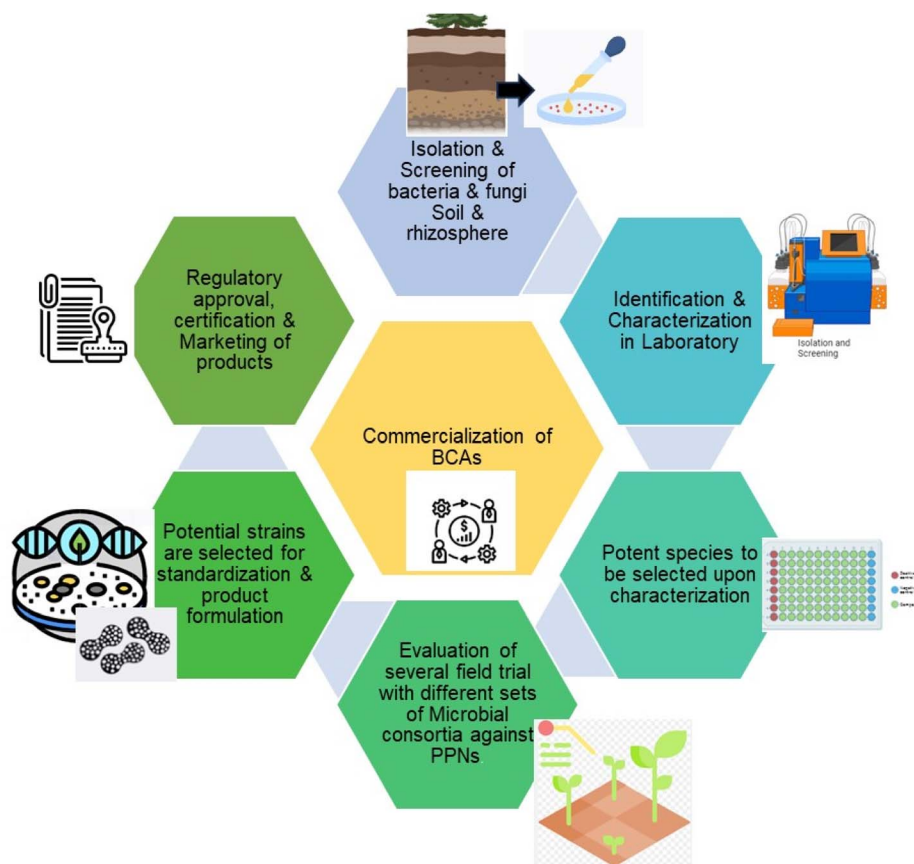 Isolation &
Screening of
bacteria & fungi
Soil &
rhizosphere
Identification &
Characterization
in Laboratory
Isolation and
Screening
Potent species to
be selected upon
characterization
Evaluation of
several field trial
with different sets
of Microbial
consortia against
PPNs.
Potential strains
are selected for
standardization &
product
formulation
Regulatory
approval,
certification &
Marketing of
products
Commercialization of
BCAs
$